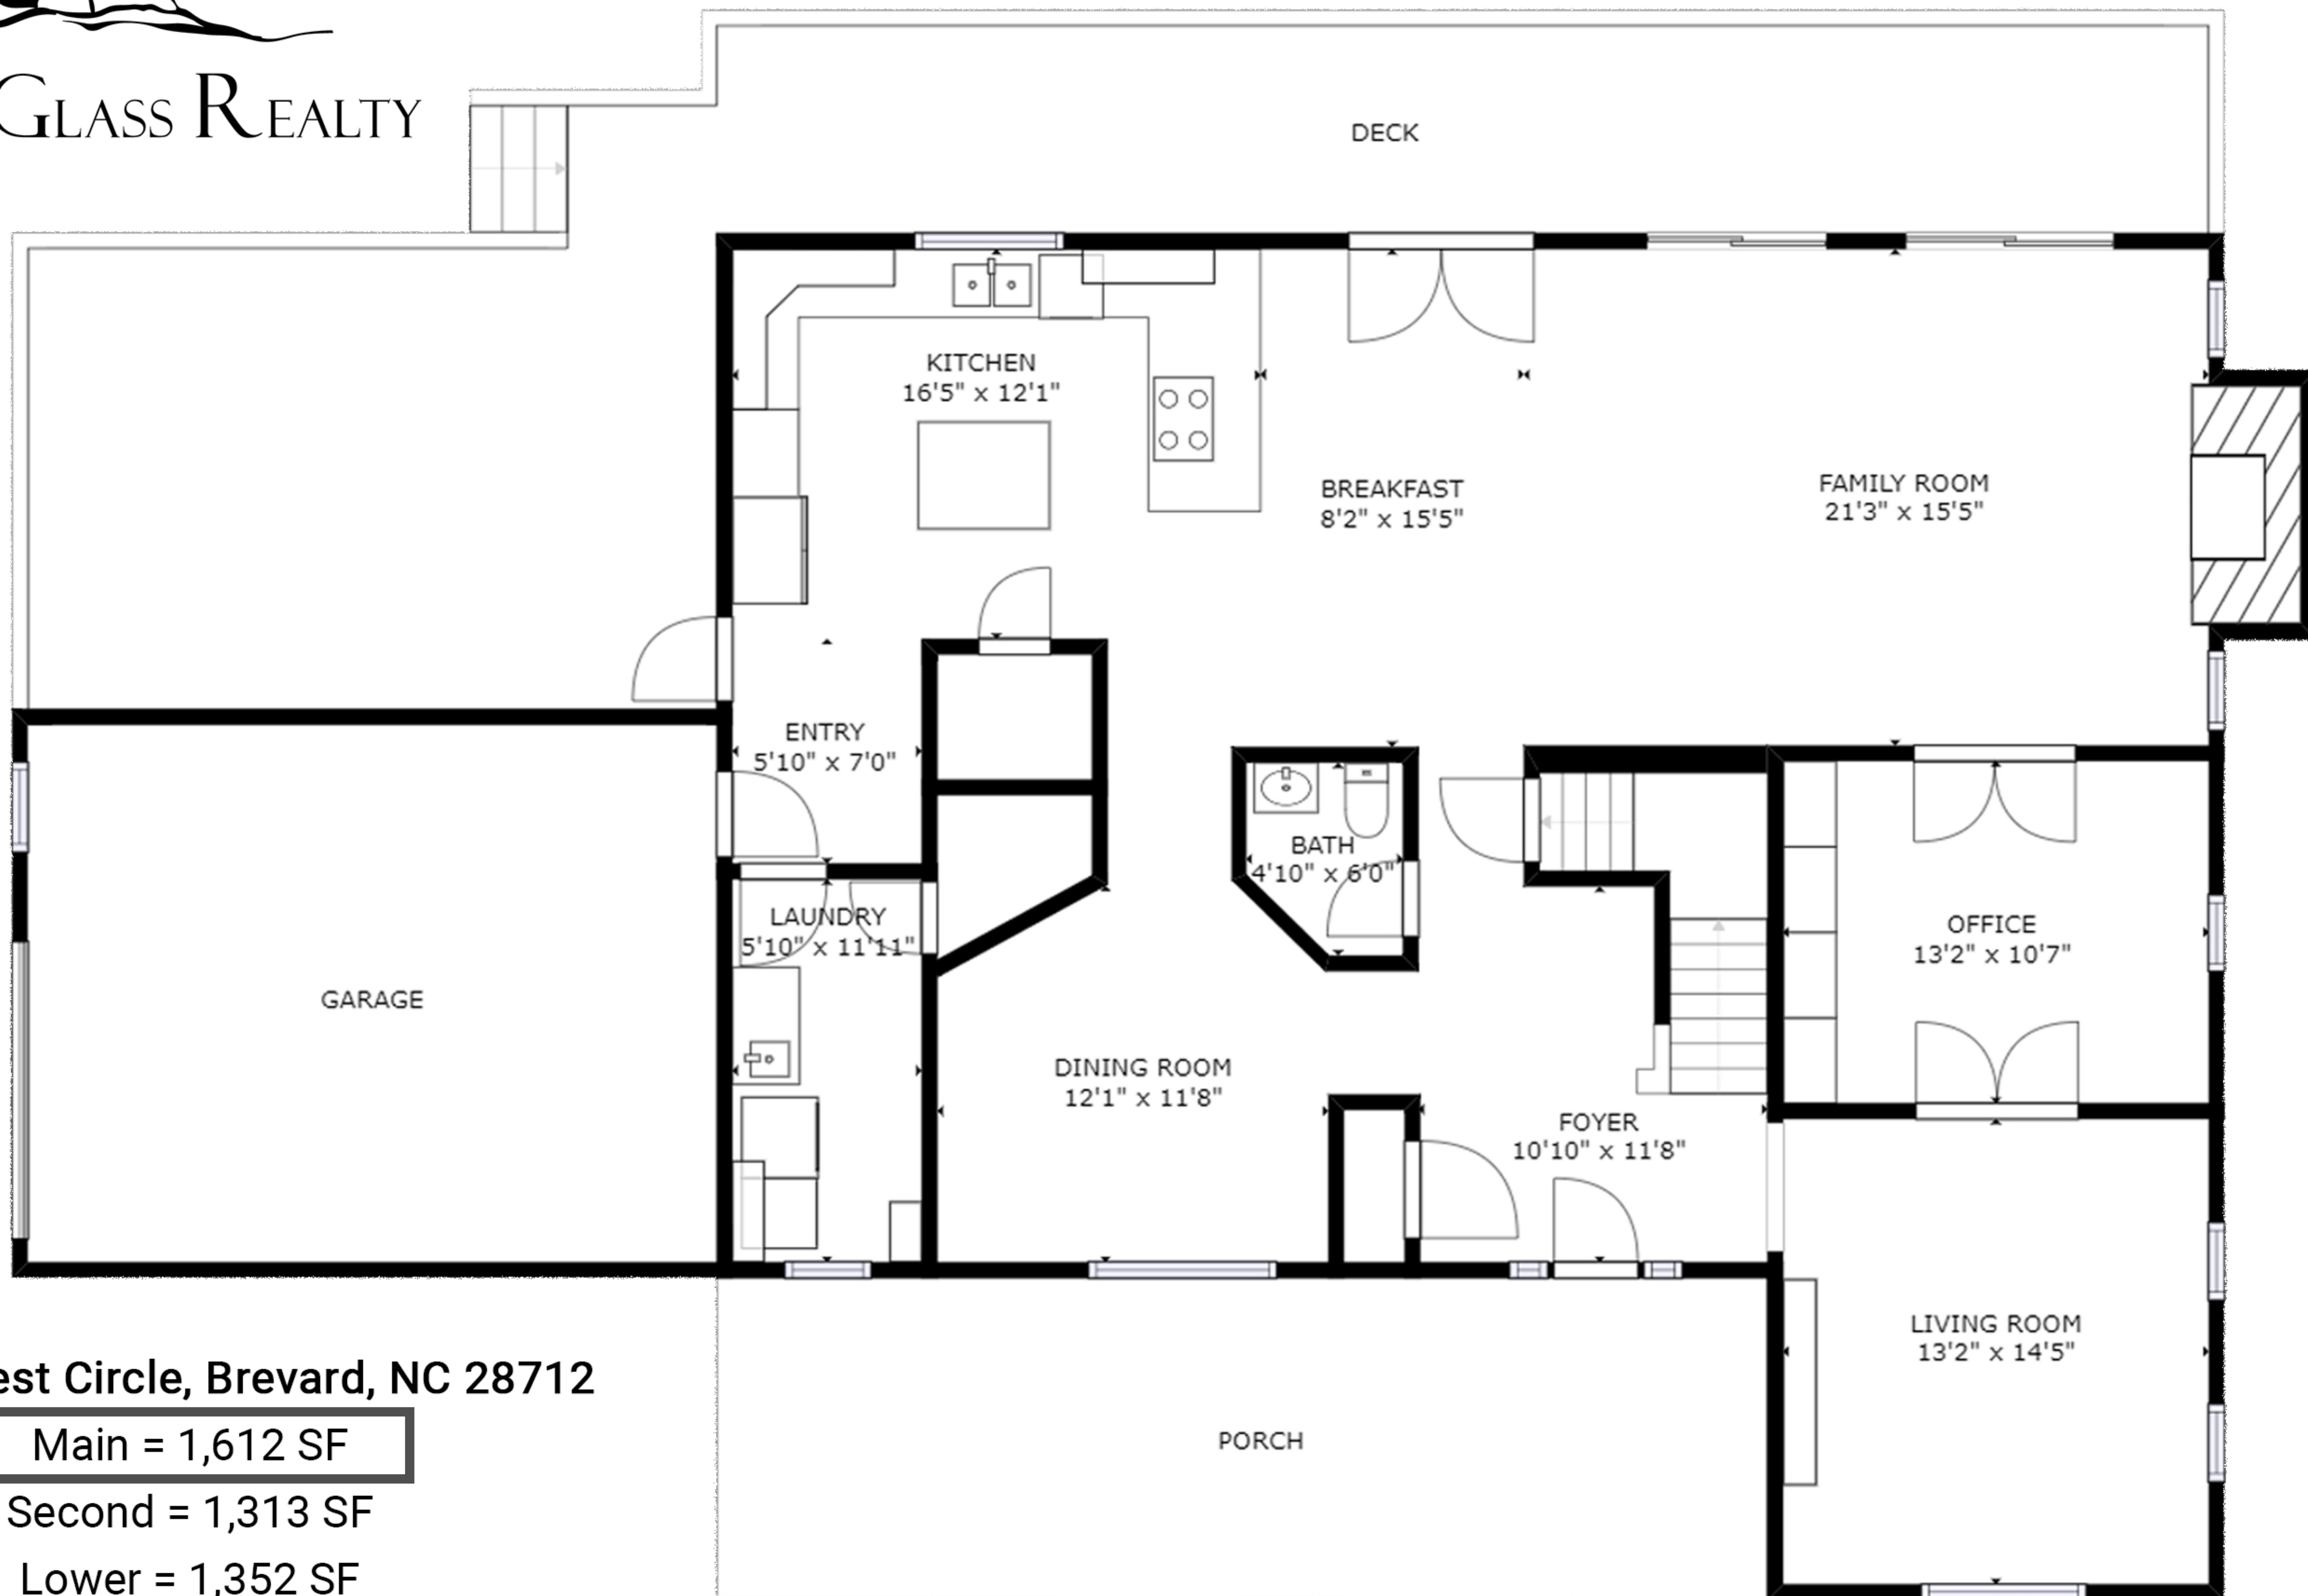 GLASS REALTY
DECK
KITCHEN
16'5" x 12'1"
BREAKFAST
8'2" x 15'5"
FAMILY ROOM
21'3" x 15'5"
ENTRY
5'10" x 7'0"
BATH
4'10" x 6'0"
LAUNDRY
5'10" x 11'11"
OFFICE
13'2" x 10'7"
GARAGE
DINING ROOM
12'1" x 11'8"
FOYER
10'10" x 11'8"
LIVING ROOM
13'2" x 14'5"
PORCH
est Circle, Brevard, NC 28712
Main = 1,612 SF
Second = 1,313 SF
Lower = 1,352 SF